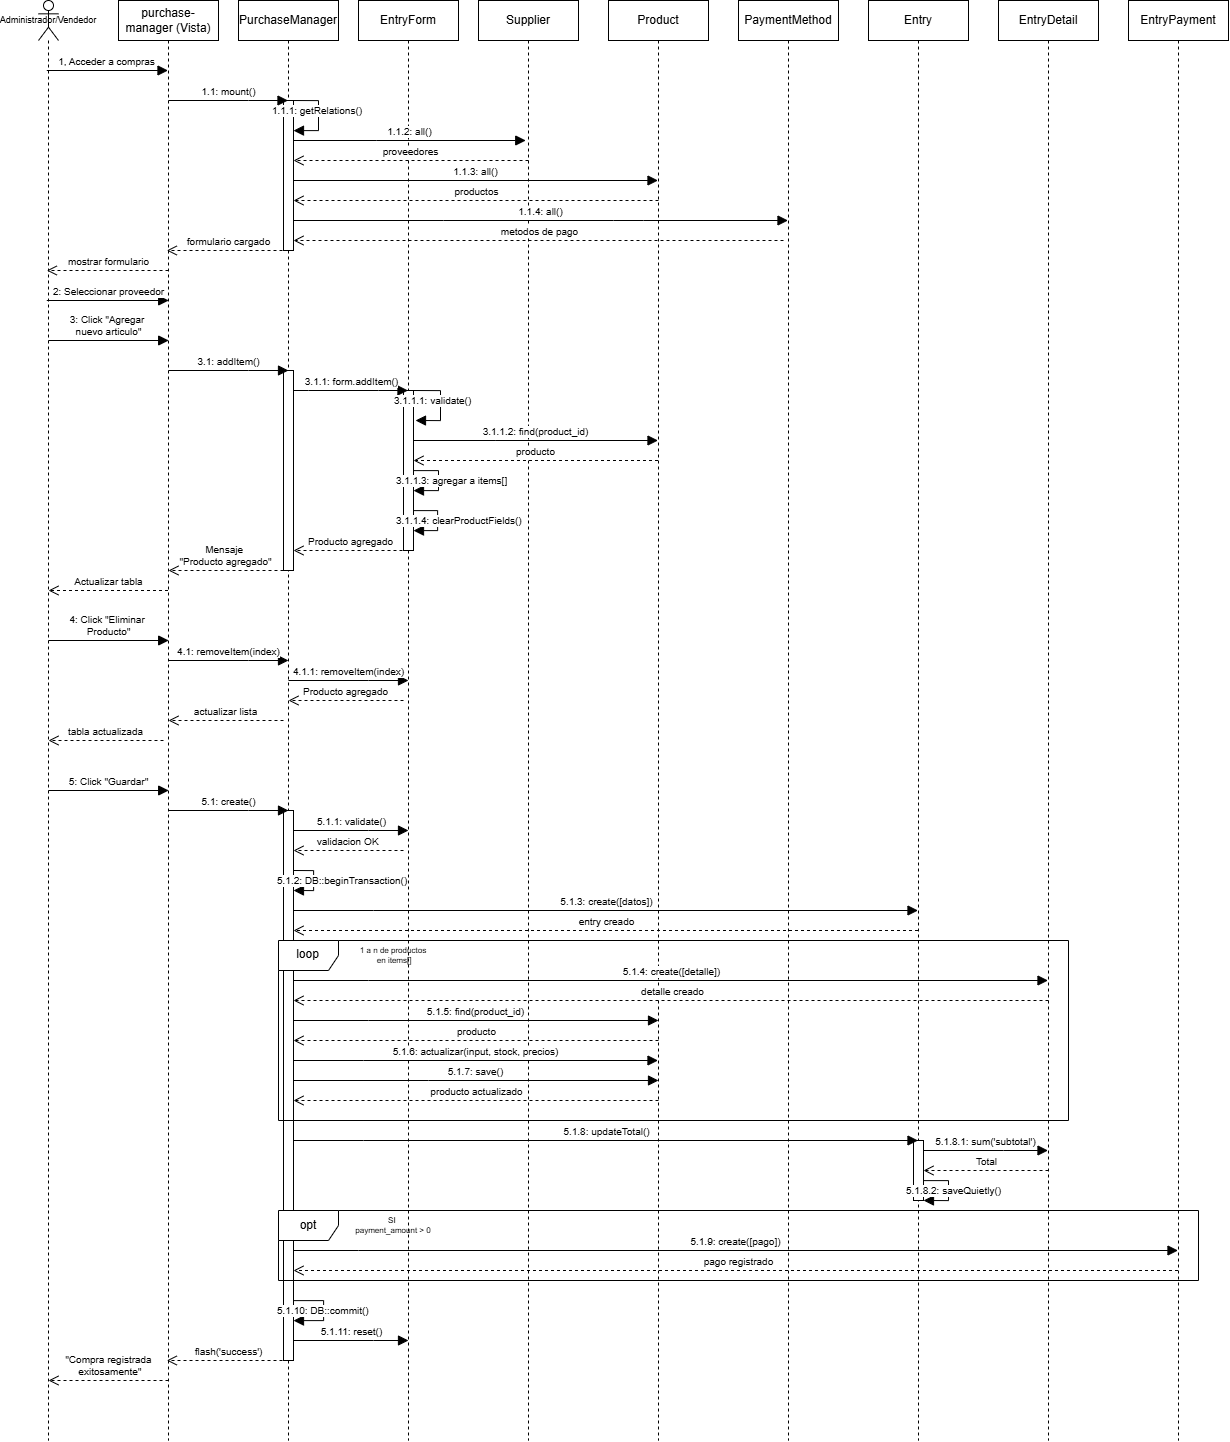 Administrador/Vendedor
purchase-
manager (Vista)
PurchaseManager
EntryForm
Supplier
Product
PaymentMethod
Entry
EntryDetail
EntryPayment
1, Acceder a compras
1.1: mount()
1.1.1: getRelations()
1.1.2: all()
proveedores
1.1.3: all()
productos
1.1.4: all()
metodos de pago
formulario cargado
mostrar formulario
2: Seleccionar proveedor
3: Click "Agregar
nuevo articulo"
3.1: addItem()
3.1.1: form.addItem()
3.1.1.1: validate()
3.1.1.2: find(product_id)
producto
3.1.1.3: agregar a items[]
3.1.1.4: clearProductFields()
Producto agregado
Mensaje
"Producto agregado"
Actualizar tabla
4: Click "Eliminar
Producto"
4.1: removeItem(index)
4.1.1: removeItem(index)
Producto agregado
actualizar lista
tabla actualizada
5: Click "Guardar"
5.1: create()
5.1.1: validate()
validacion OK
5.1.2: DB::beginTransaction()
5.1.3: create([datos])
entry creado
loop
1 a n de productos
en items[]
5.1.4: create([detalle])
detalle creado
5.1.5: find(product_id)
producto
5.1.6: actualizar(input, stock, precios)
5.1.7: save()
producto actualizado
5.1.8: updateTotal()
5.1.8.1: sum('subtotal')
Total
5.1.8.2: saveQuietly()
opt
SI
payment_amount > 0
5.1.9: create([pago])
pago registrado
5.1.10: DB::commit()
5.1.11: reset()
flash('success')
"Compra registrada
exitosamente"